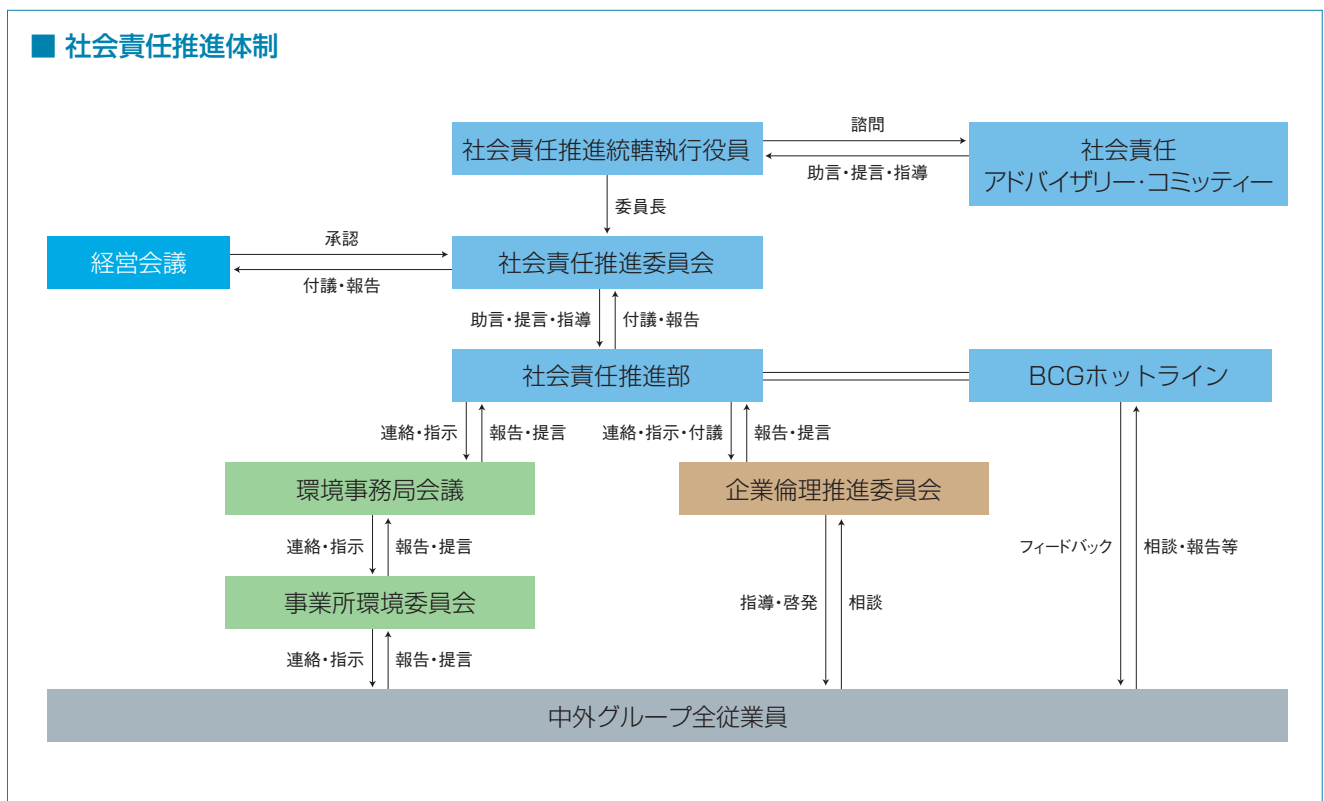 ■ 社会責任推進体制
社会責任推進統轄執行役員
諮問
助言・提言・指導
社会責任
アドバイザリー・コミッティー
委員長
経営会議
承認
付議・報告
社会責任推進委員会
助言・提言・指導
付議・報告
社会責任推進部
BCGホットライン
連絡・指示
報告・提言
連絡・指示・付議
報告・提言
環境事務局会議
企業倫理推進委員会
連絡・指示
報告・提言
フィードバック
相談・報告等
事業所環境委員会
指導・啓発
相談
連絡・指示
報告・提言
中外グループ全従業員